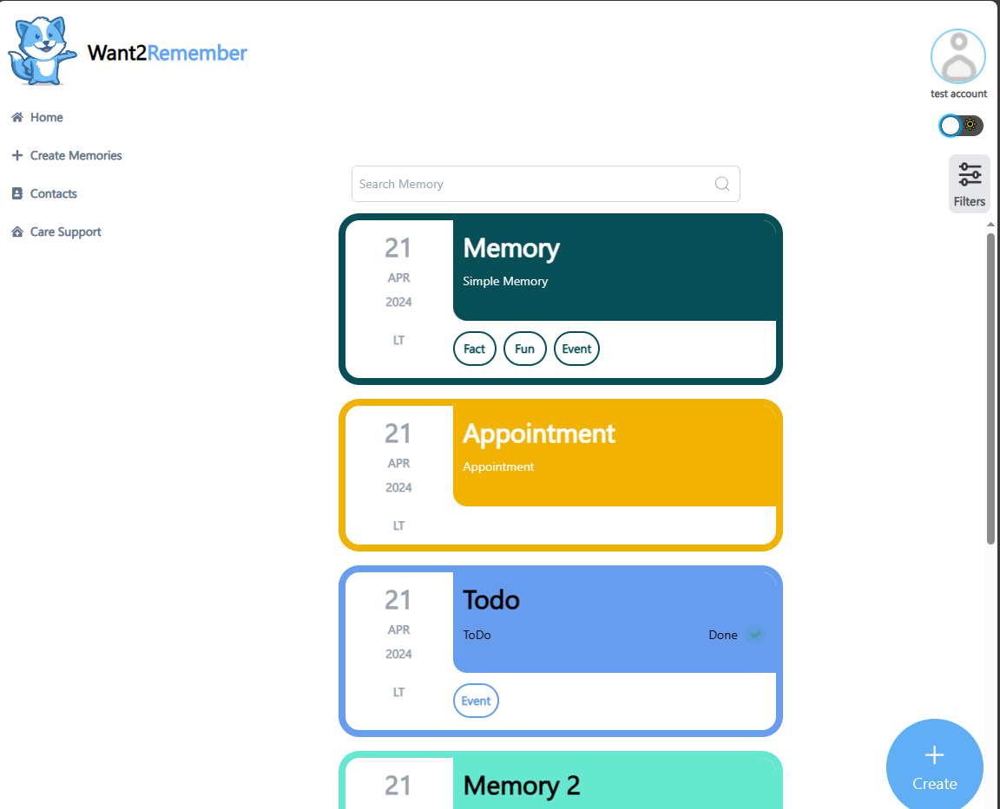 Want2Remember
test account
Home
Create Memories
Contacts
Care Support
Filters
Search Memory
21
APR
2024
LT
Memory
Simple Memory
Fact Fun Event
21
APR
2024
LT
Appointment
Appointment
21
APR
2024
LT
Todo
ToDo Done
Event
21
Memory 2
Create